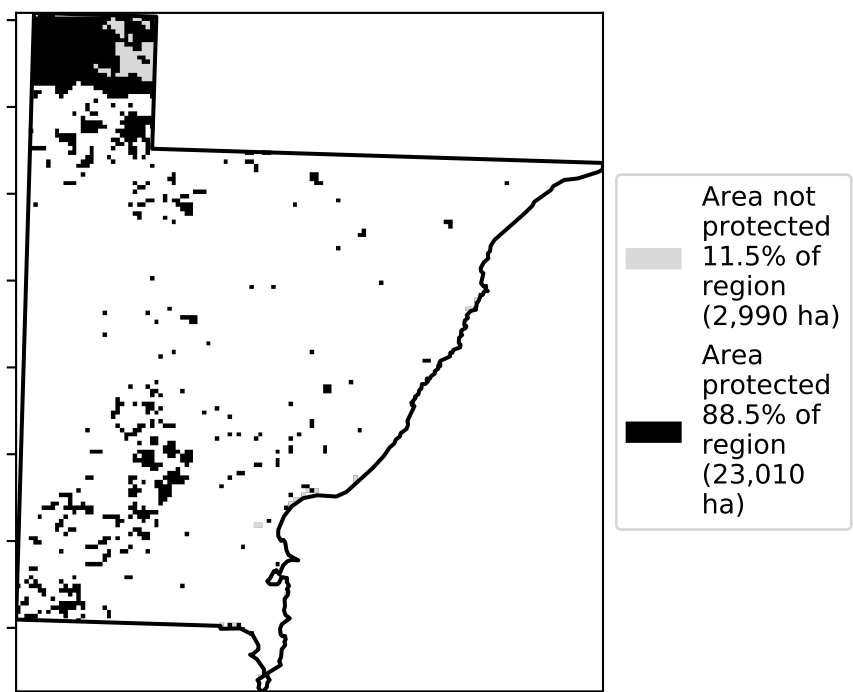 Area not
protected
11.5% of
region
(2,990 ha)
Area
protected
88.5% of
region
(23,010
ha)